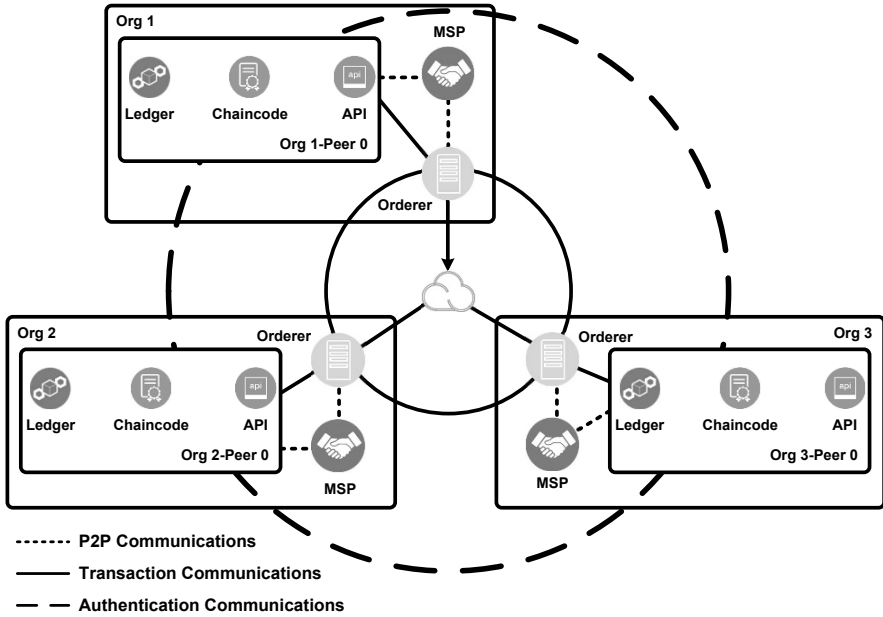 Org 1
MSP
api
Ledger
Chaincode
API
Org 1-Peer 0
Orderer
Org 2
Orderer
api
Ledger
Chaincode
API
Org 2-Peer 0
MSP
Orderer
Org 3
api
Ledger
Chaincode
API
Org 3-Peer 0
MSP
P2P Communications
Transaction Communications
Authentication Communications